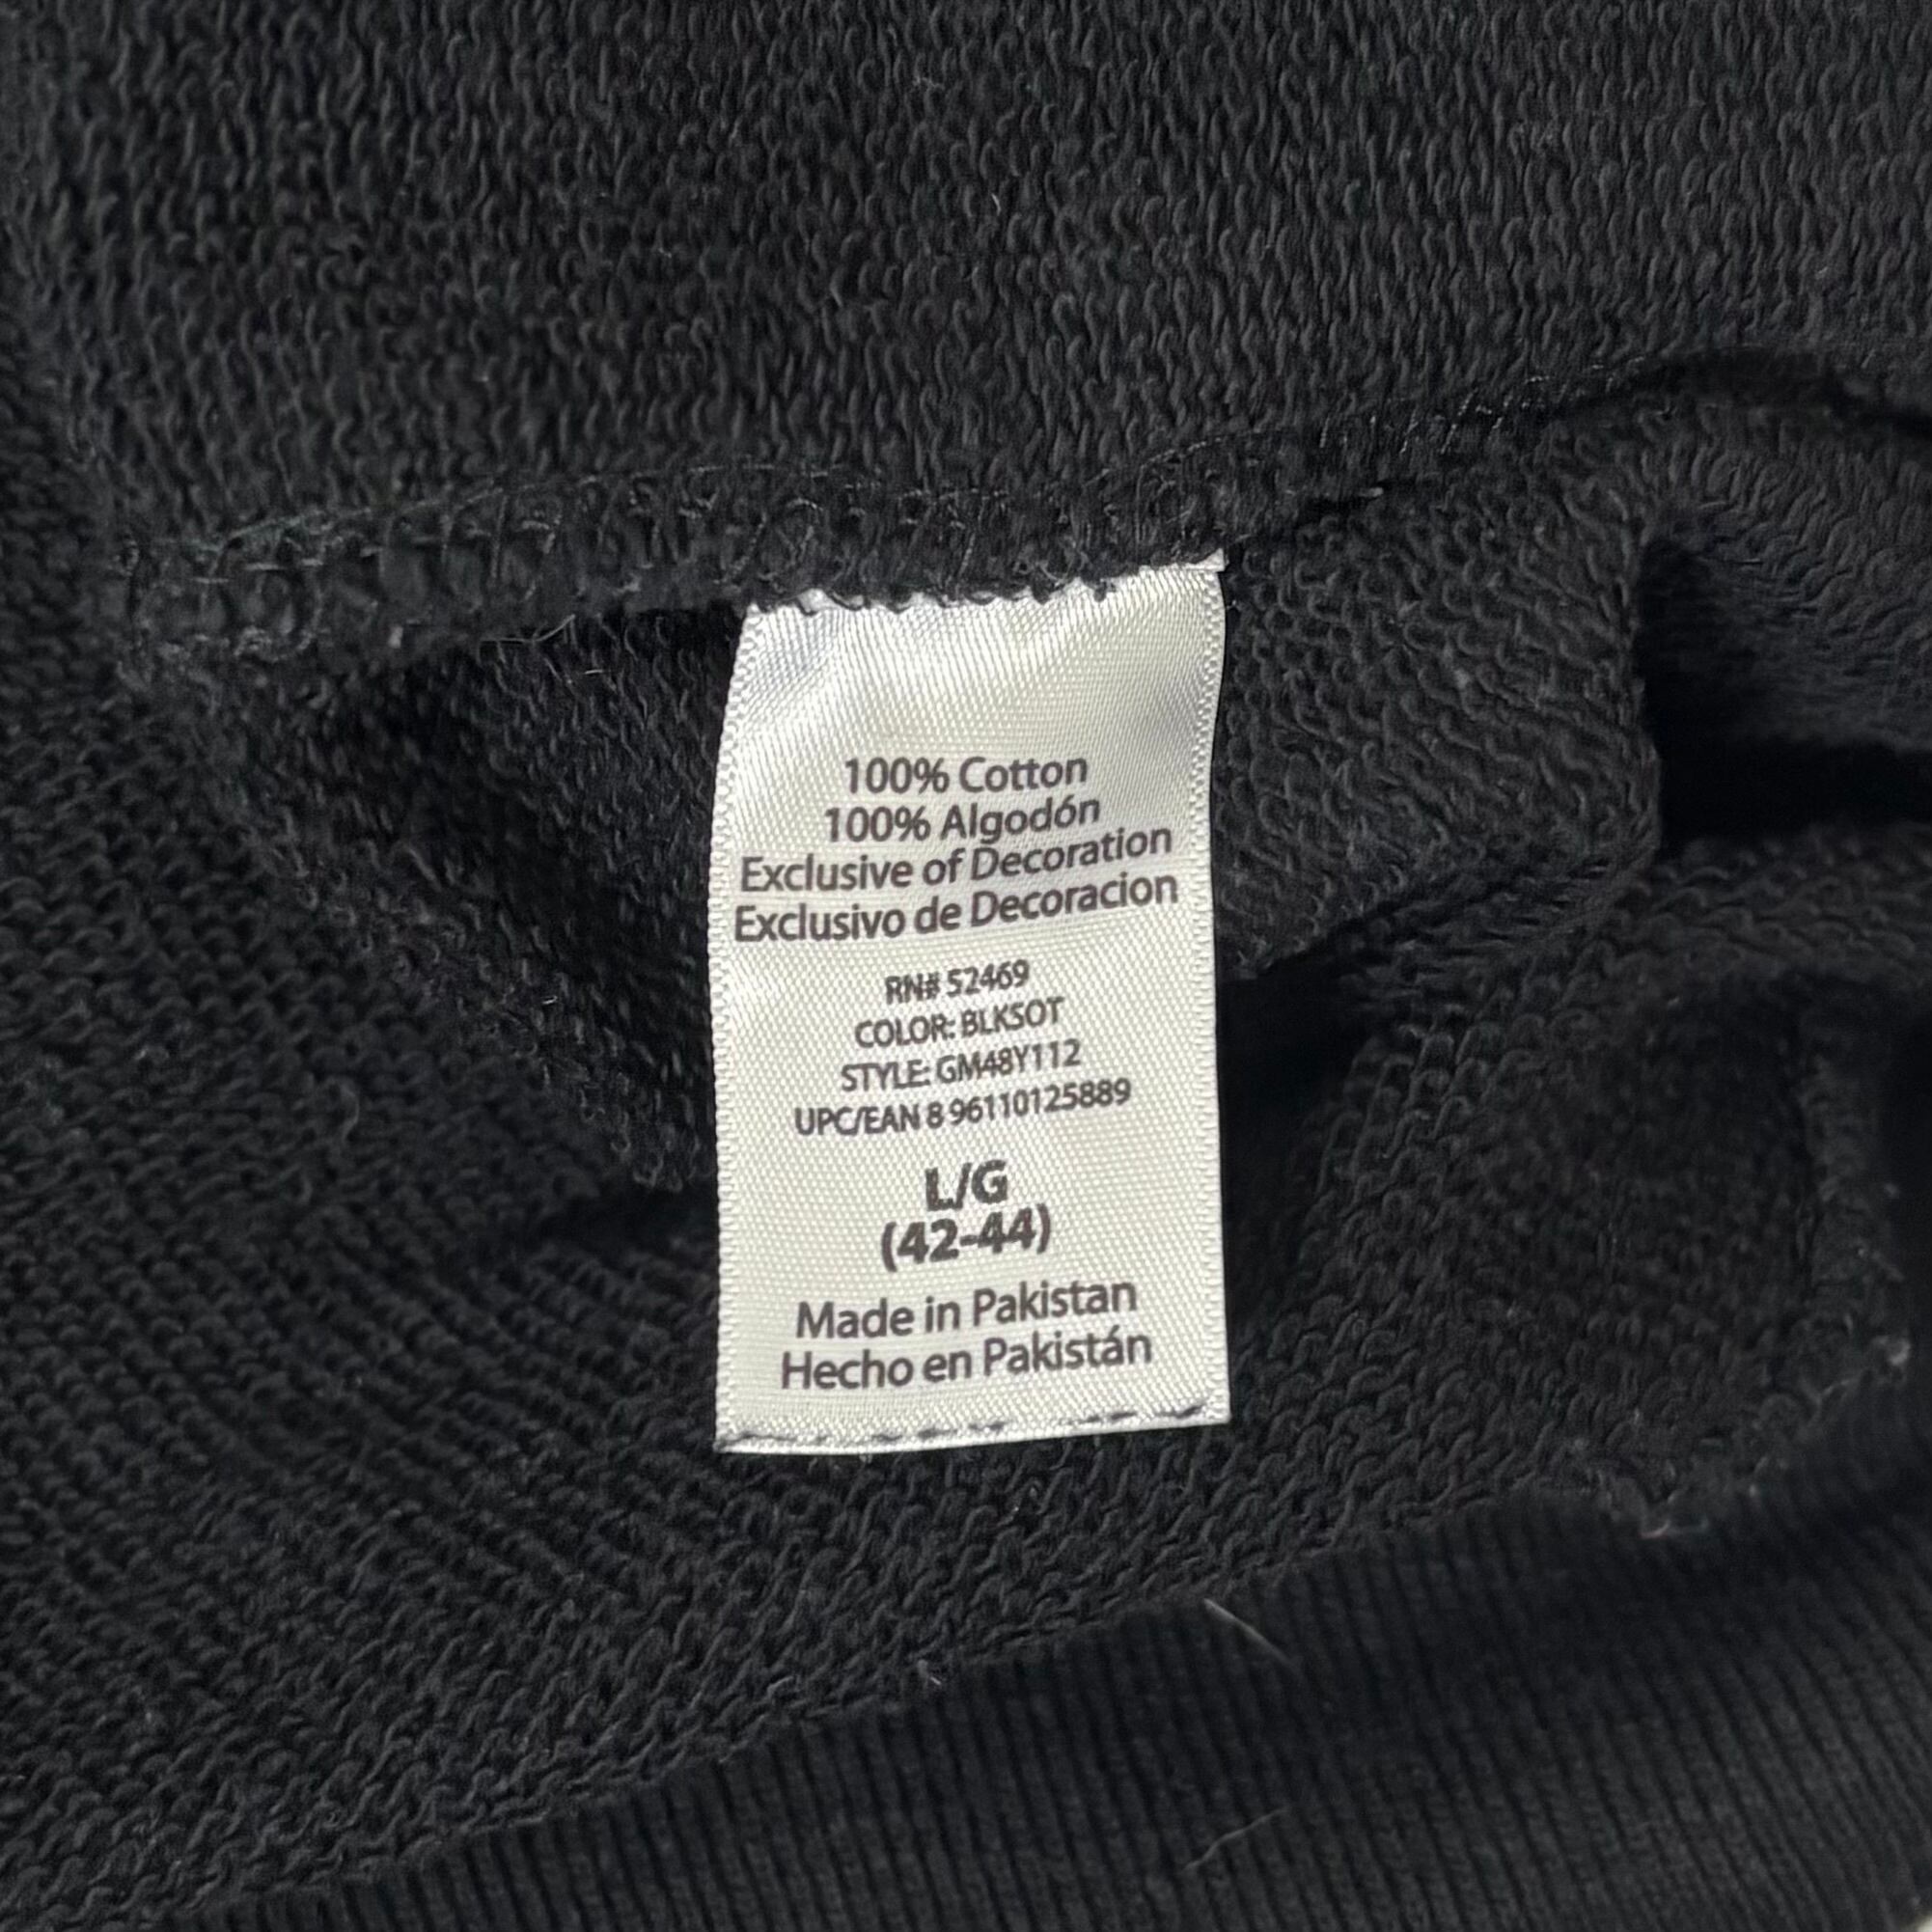 100% Cotton
100% Algodón
Exclusive of Decoration
Exclusivo de Decoracion
RN# 52469
COLOR: BLKSOT
STYLE: GM48Y112
UPC/EAN 8 96110125889
L/G
(42-44)
Made in Pakistan
Hecho en Pakistán